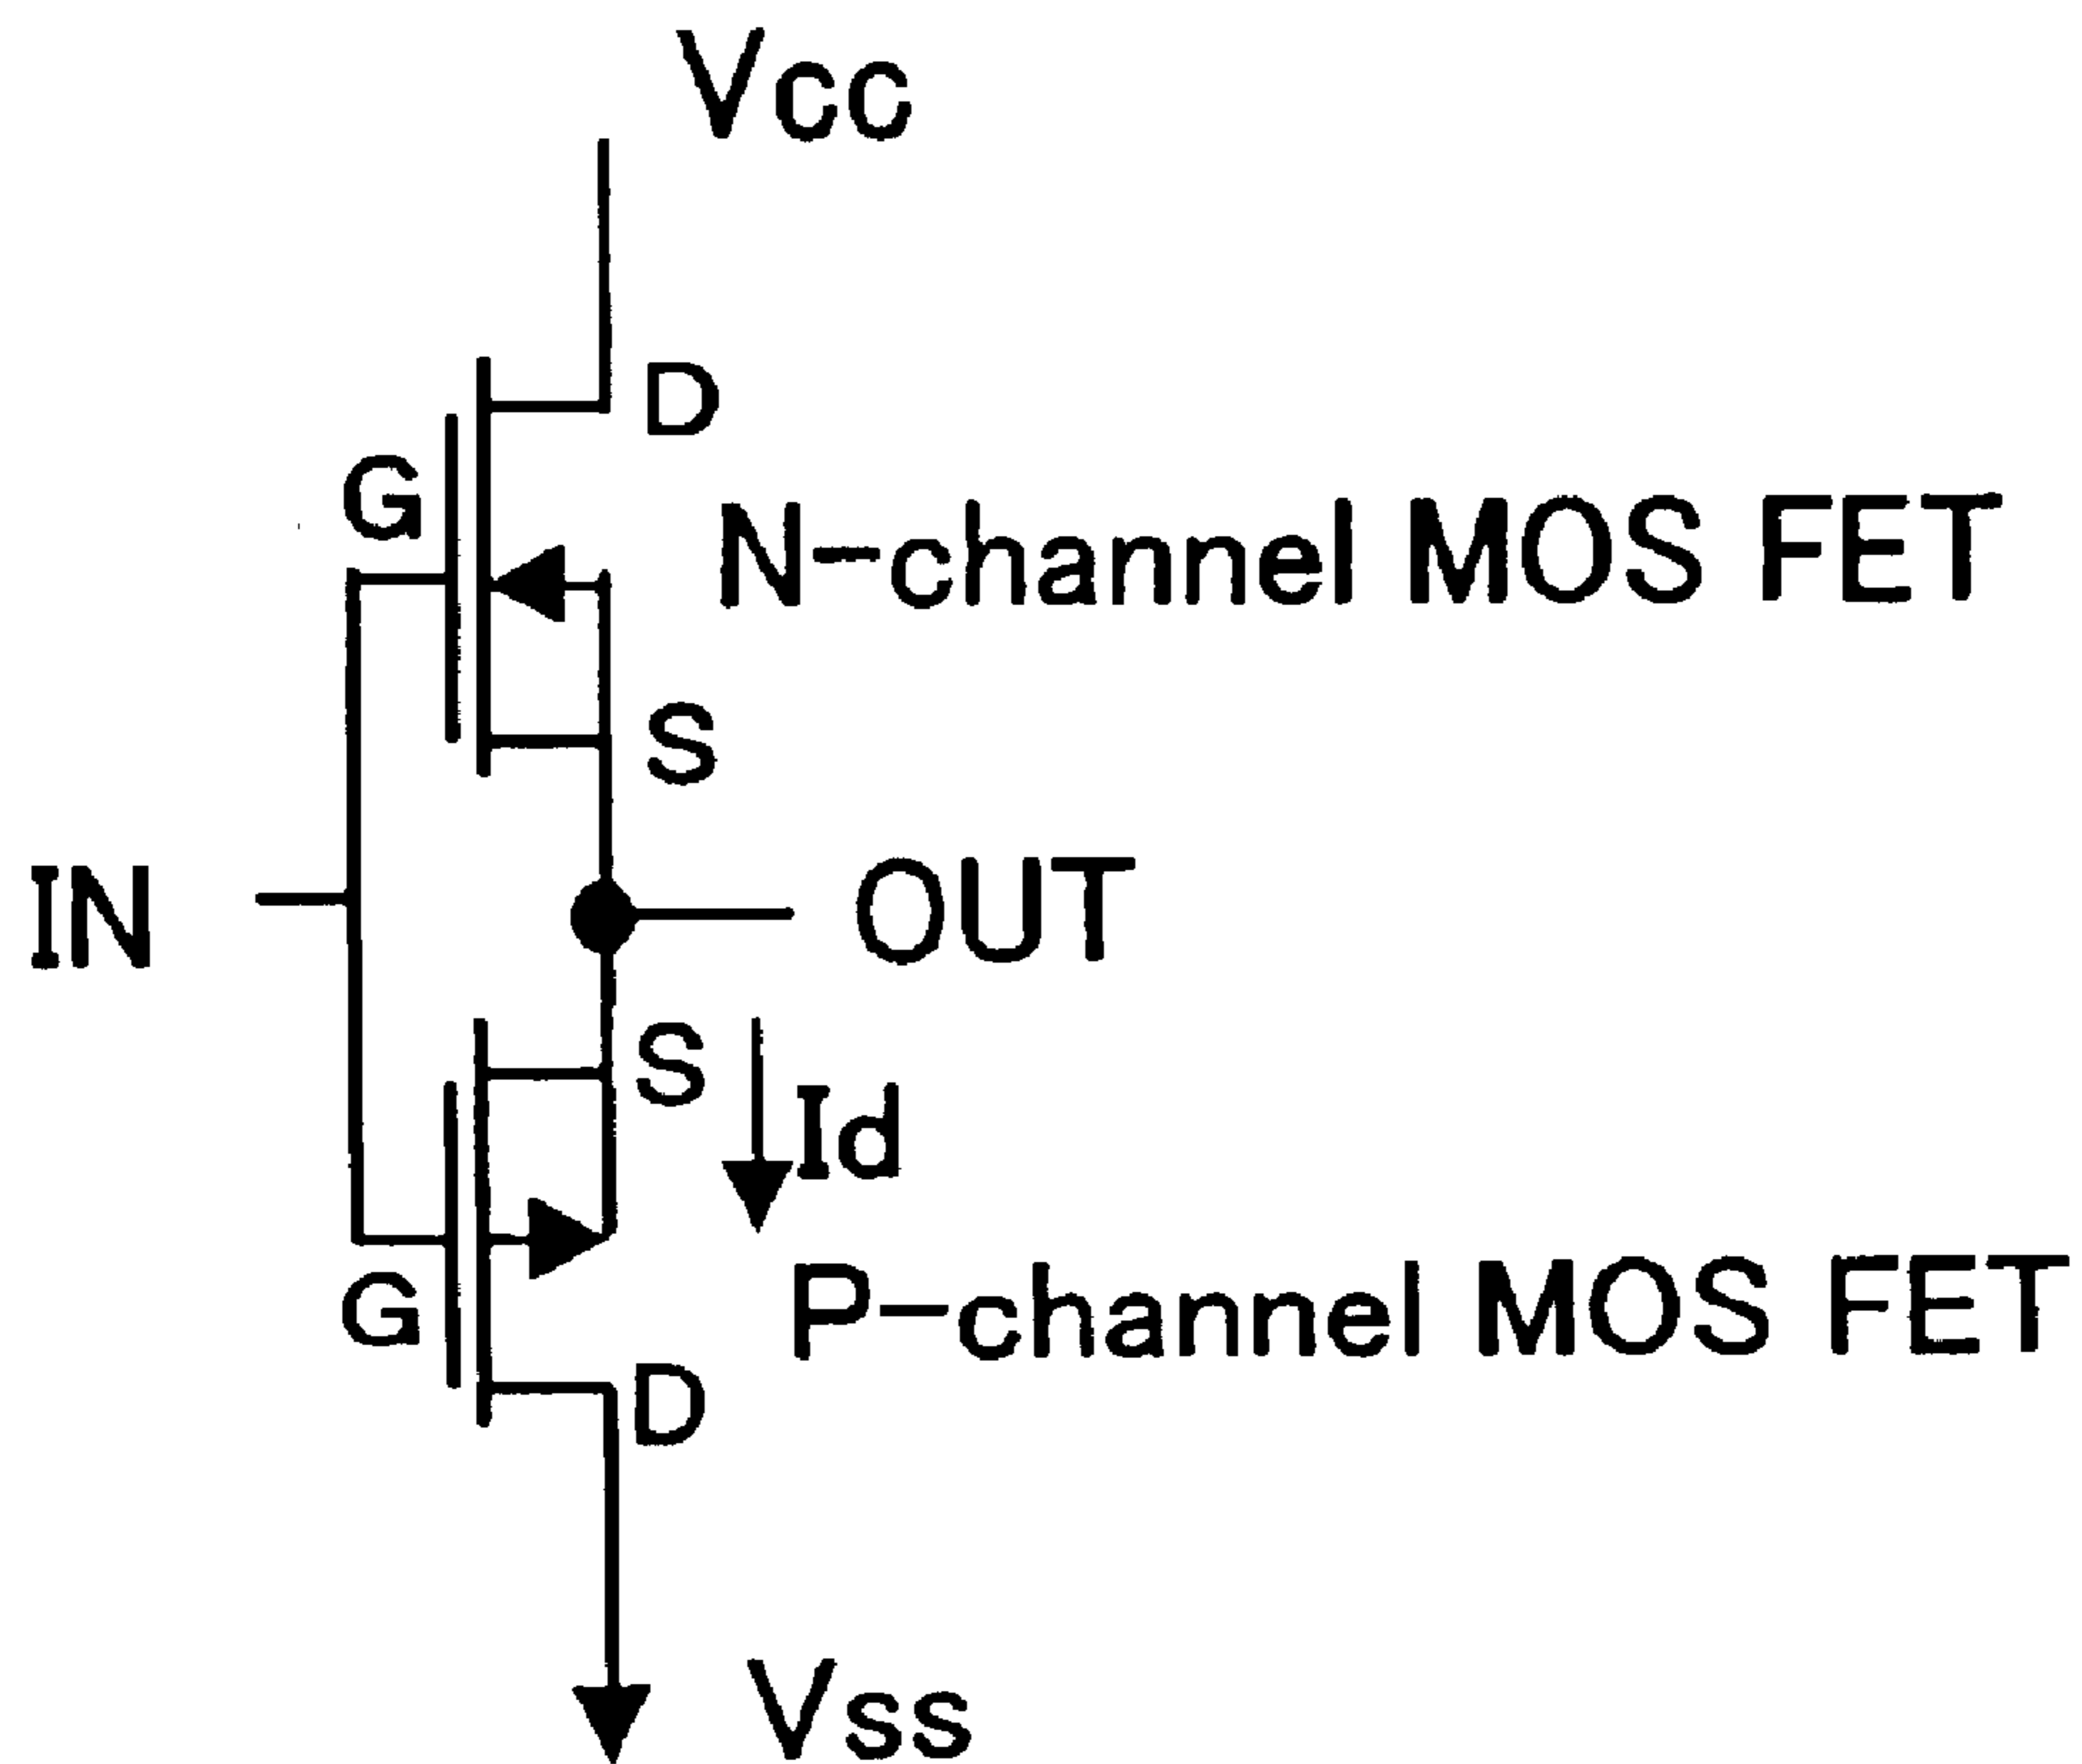 Vcc
D
G
N-channel MOS FET
S
IN
OUT
S
Id
G
P-channel MOS FET
D
Vss